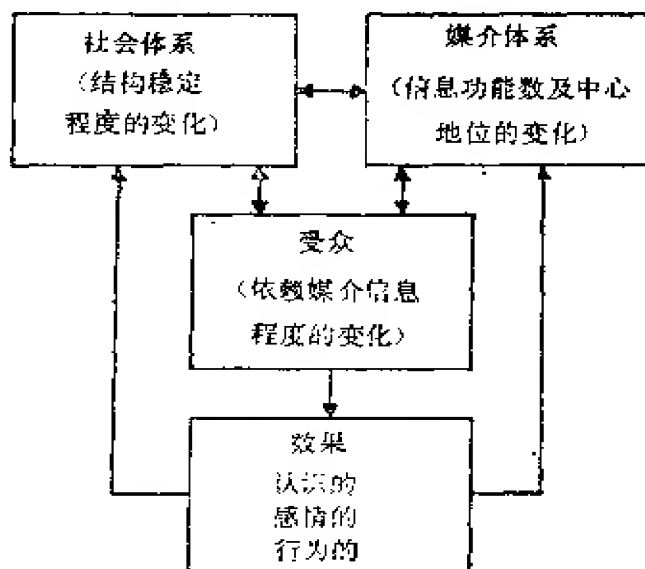 社会体系
（结构稳定
程度的变化）
媒介体系
（信息功能数及中心
地位的变化）
受众
（依赖媒介信息
程度的变化）
效果
认识的
感情的
行为的